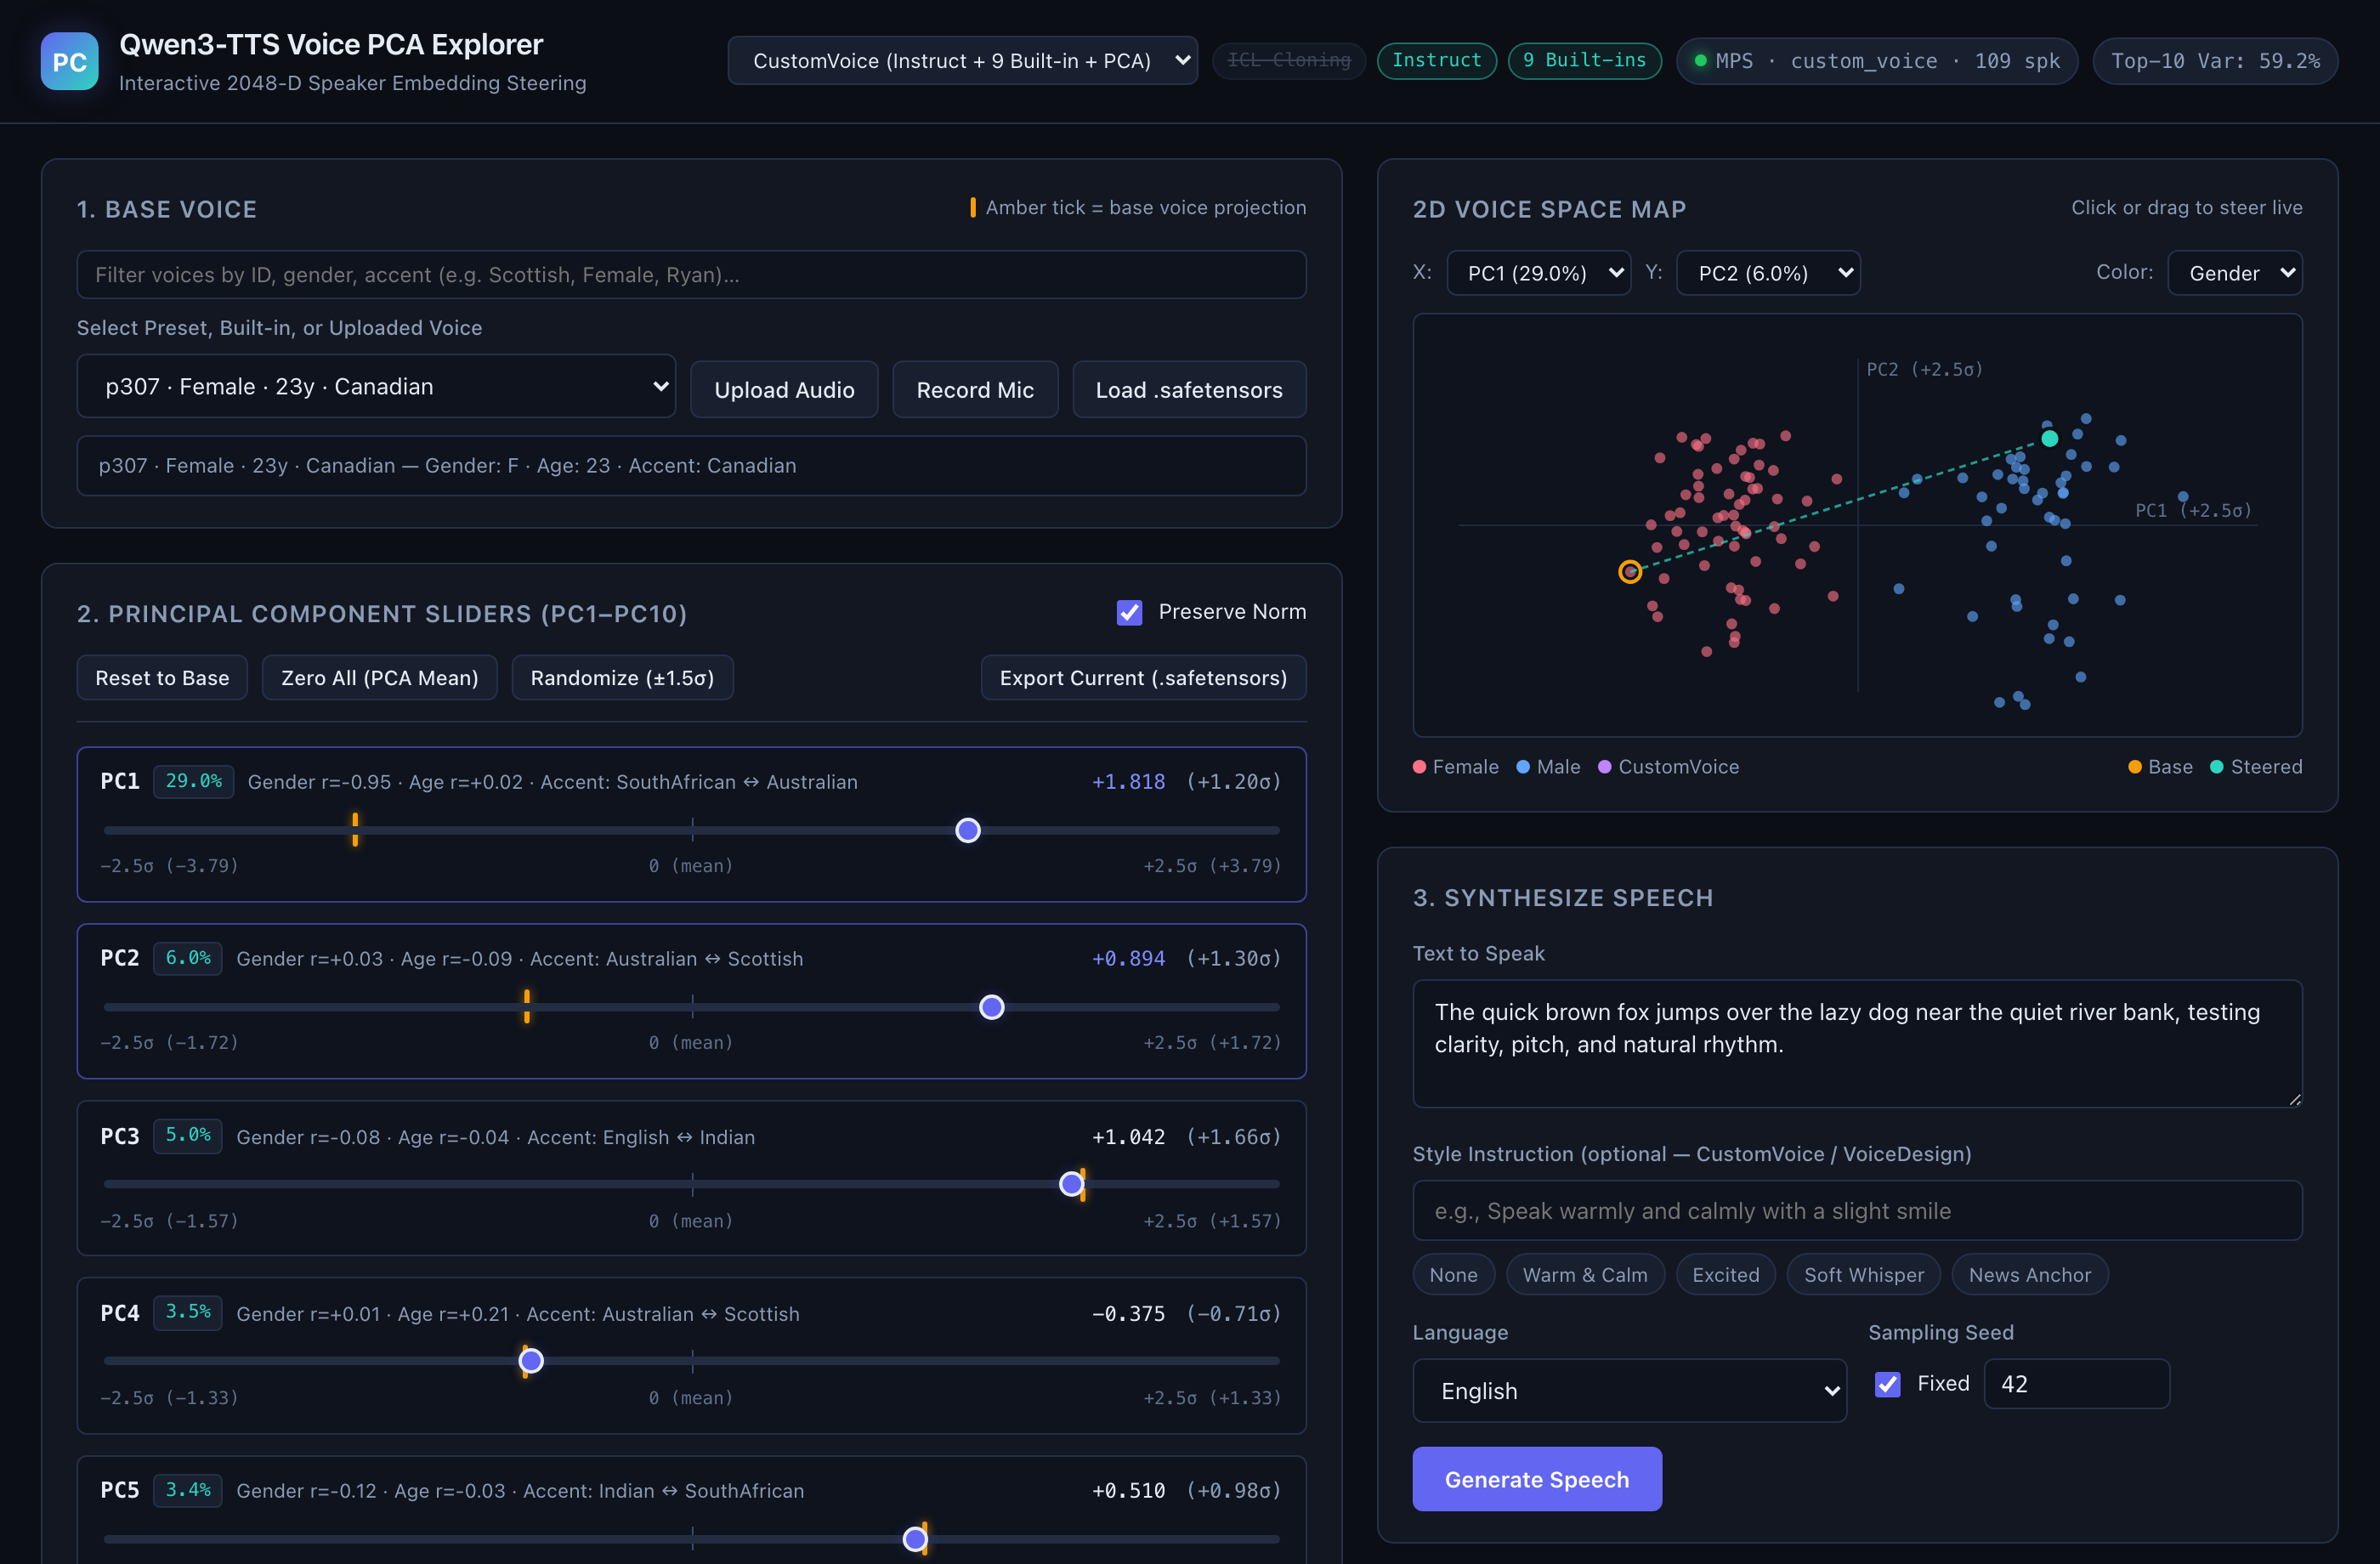 PC
Qwen3-TTS Voice PCA Explorer
Interactive 2048-D Speaker Embedding Steering
CustomVoice (Instruct + 9 Built-in + PCA)
ICL Cloning
Instruct
9 Built-ins
MPS · custom_voice · 109 spk
Top-10 Var: 59.2%
1. BASE VOICE
Amber tick = base voice projection
Filter voices by ID, gender, accent (e.g. Scottish, Female, Ryan)...
Select Preset, Built-in, or Uploaded Voice
p307 · Female · 23y · Canadian
Upload Audio
Record Mic
Load .safetensors
p307 · Female · 23y · Canadian — Gender: F · Age: 23 · Accent: Canadian
2. PRINCIPAL COMPONENT SLIDERS (PC1–PC10)
Preserve Norm
Reset to Base
Zero All (PCA Mean)
Randomize (±1.5σ)
Export Current (.safetensors)
PC1 29.0% Gender r=-0.95 · Age r=+0.02 · Accent: SouthAfrican ↔ Australian +1.818 (+1.20σ)
−2.5σ (−3.79) 0 (mean) +2.5σ (+3.79)
PC2 6.0% Gender r=+0.03 · Age r=-0.09 · Accent: Australian ↔ Scottish +0.894 (+1.30σ)
−2.5σ (−1.72) 0 (mean) +2.5σ (+1.72)
PC3 5.0% Gender r=-0.08 · Age r=-0.04 · Accent: English ↔ Indian +1.042 (+1.66σ)
−2.5σ (−1.57) 0 (mean) +2.5σ (+1.57)
PC4 3.5% Gender r=+0.01 · Age r=+0.21 · Accent: Australian ↔ Scottish −0.375 (−0.71σ)
−2.5σ (−1.33) 0 (mean) +2.5σ (+1.33)
PC5 3.4% Gender r=-0.12 · Age r=-0.03 · Accent: Indian ↔ SouthAfrican +0.510 (+0.98σ)
2D VOICE SPACE MAP
Click or drag to steer live
X: PC1 (29.0%) Y: PC2 (6.0%) Color: Gender
PC2 (+2.5σ)
PC1 (+2.5σ)
Female Male CustomVoice Base Steered
3. SYNTHESIZE SPEECH
Text to Speak
The quick brown fox jumps over the lazy dog near the quiet river bank, testing
clarity, pitch, and natural rhythm.
Style Instruction (optional — CustomVoice / VoiceDesign)
e.g., Speak warmly and calmly with a slight smile
None
Warm & Calm
Excited
Soft Whisper
News Anchor
Language
Sampling Seed
English
Fixed
42
Generate Speech